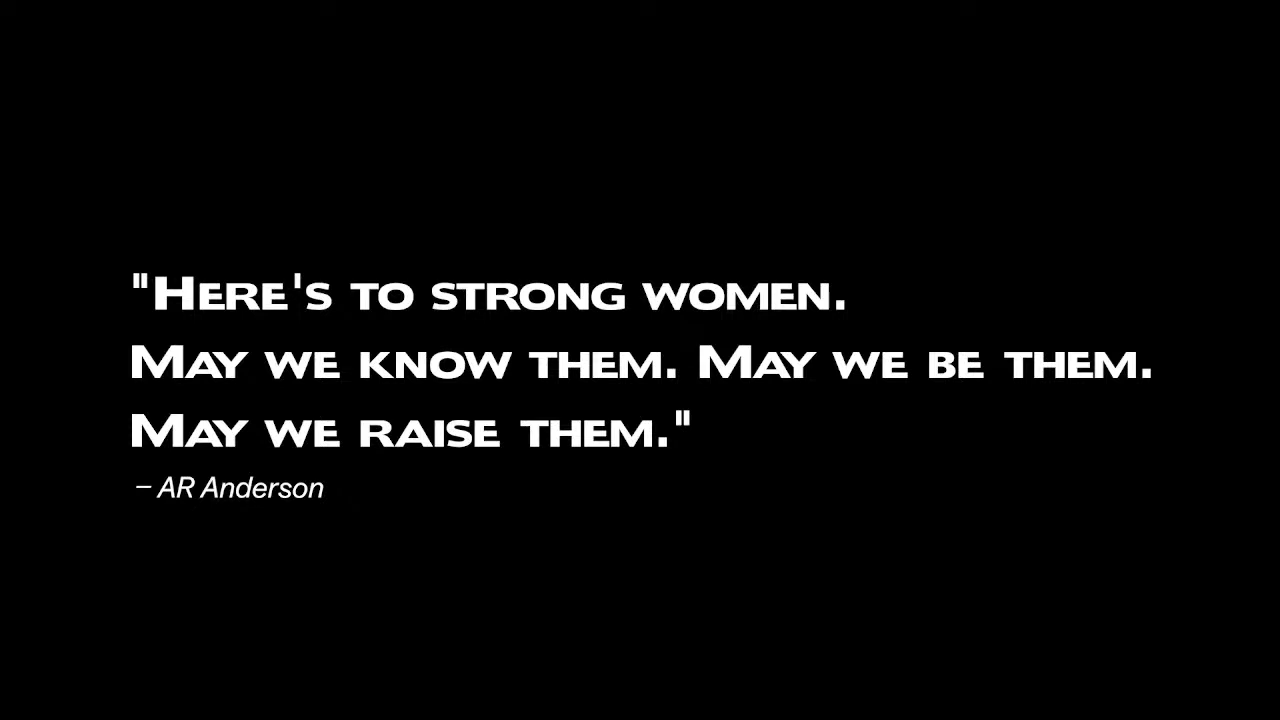 "Here's to strong women.
May we know them. May we be them.
May we raise them."
– AR Anderson